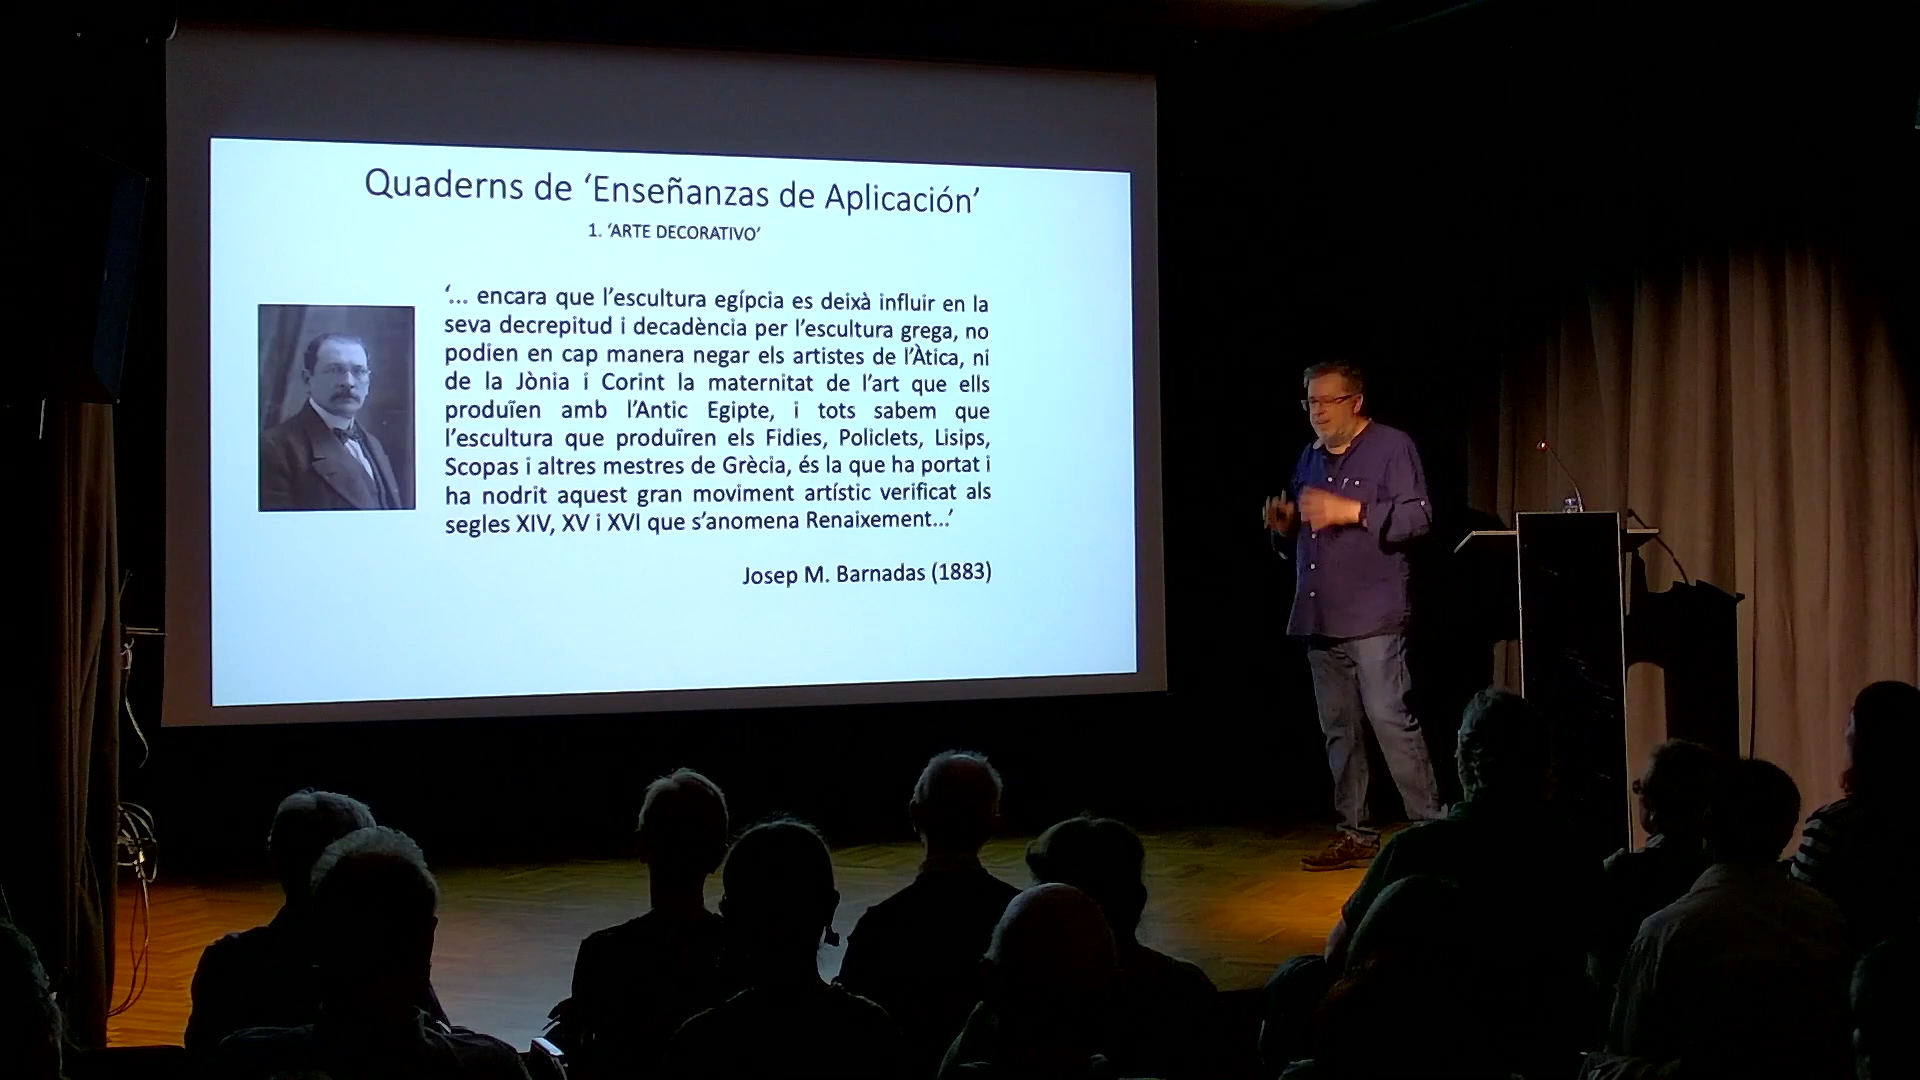 Quaderns de ‘Enseñanzas de Aplicación’
1. ‘ARTE DECORATIVO’
‘... encara que l’escultura egípcia es deixà influir en la
seva decrepitud i decadència per l’escultura grega, no
podien en cap manera negar els artistes de l’Àtica, ni
de la Jònia i Corint la maternitat de l’art que ells
produïen amb l’Antic Egipte, i tots sabem que
l’escultura que produïren els Fidies, Policlets, Lisips,
Scopas i altres mestres de Grècia, és la que ha portat i
ha nodrit aquest gran moviment artístic verificat als
segles XIV, XV i XVI que s’anomena Renaixement...’
Josep M. Barnadas (1883)